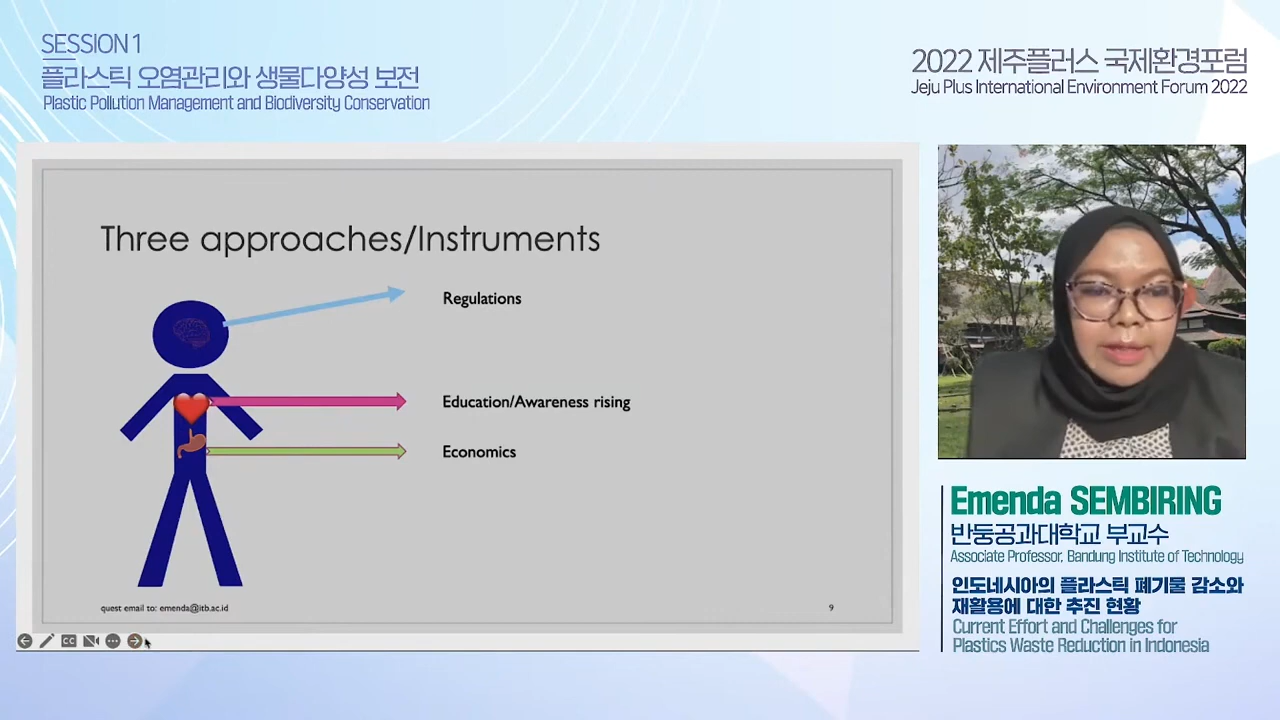 SESSION 1
플라스틱 오염관리와 생물다양성 보전
Plastic Pollution Management and Biodiversity Conservation
2022 제주플러스 국제환경포럼
Jeju Plus International Environment Forum 2022
Three approaches/Instruments
Regulations
Education/Awareness rising
Economics
quest email to: emenda@itb.ac.id
9
CC
Emenda SEMBIRING
반둥공과대학교 부교수
Associate Professor, Bandung Institute of Technology
인도네시아의 플라스틱 폐기물 감소와
재활용에 대한 추진 현황
Current Effort and Challenges for
Plastics Waste Reduction in Indonesia